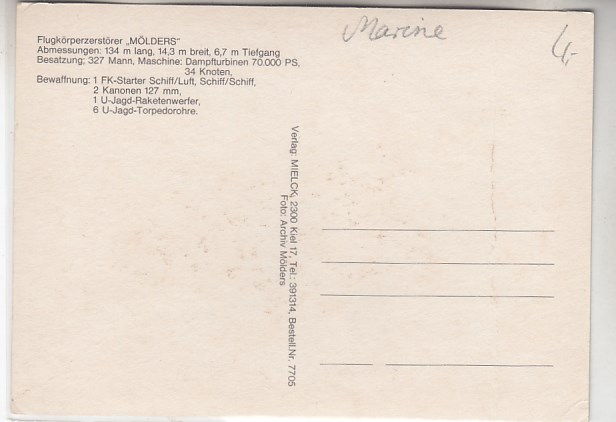 Flugkörperzerstörer „MÖLDERS"
Abmessungen: 134 m lang, 14,3 m breit, 6,7 m Tiefgang
Besatzung: 327 Mann, Maschine: Dampfturbinen 70.000 PS,
34 Knoten,
Bewaffnung: 1 FK-Starter Schiff/Luft, Schiff/Schiff,
2 Kanonen 127 mm,
1 U-Jagd-Raketenwerfer,
6 U-Jagd-Torpedorohre.
Marine
4,-
Verlag: MIELCK, 2300 Kiel 17, Tel.: 391314, Bestell.Nr. 7705
Foto: Archiv Mölders